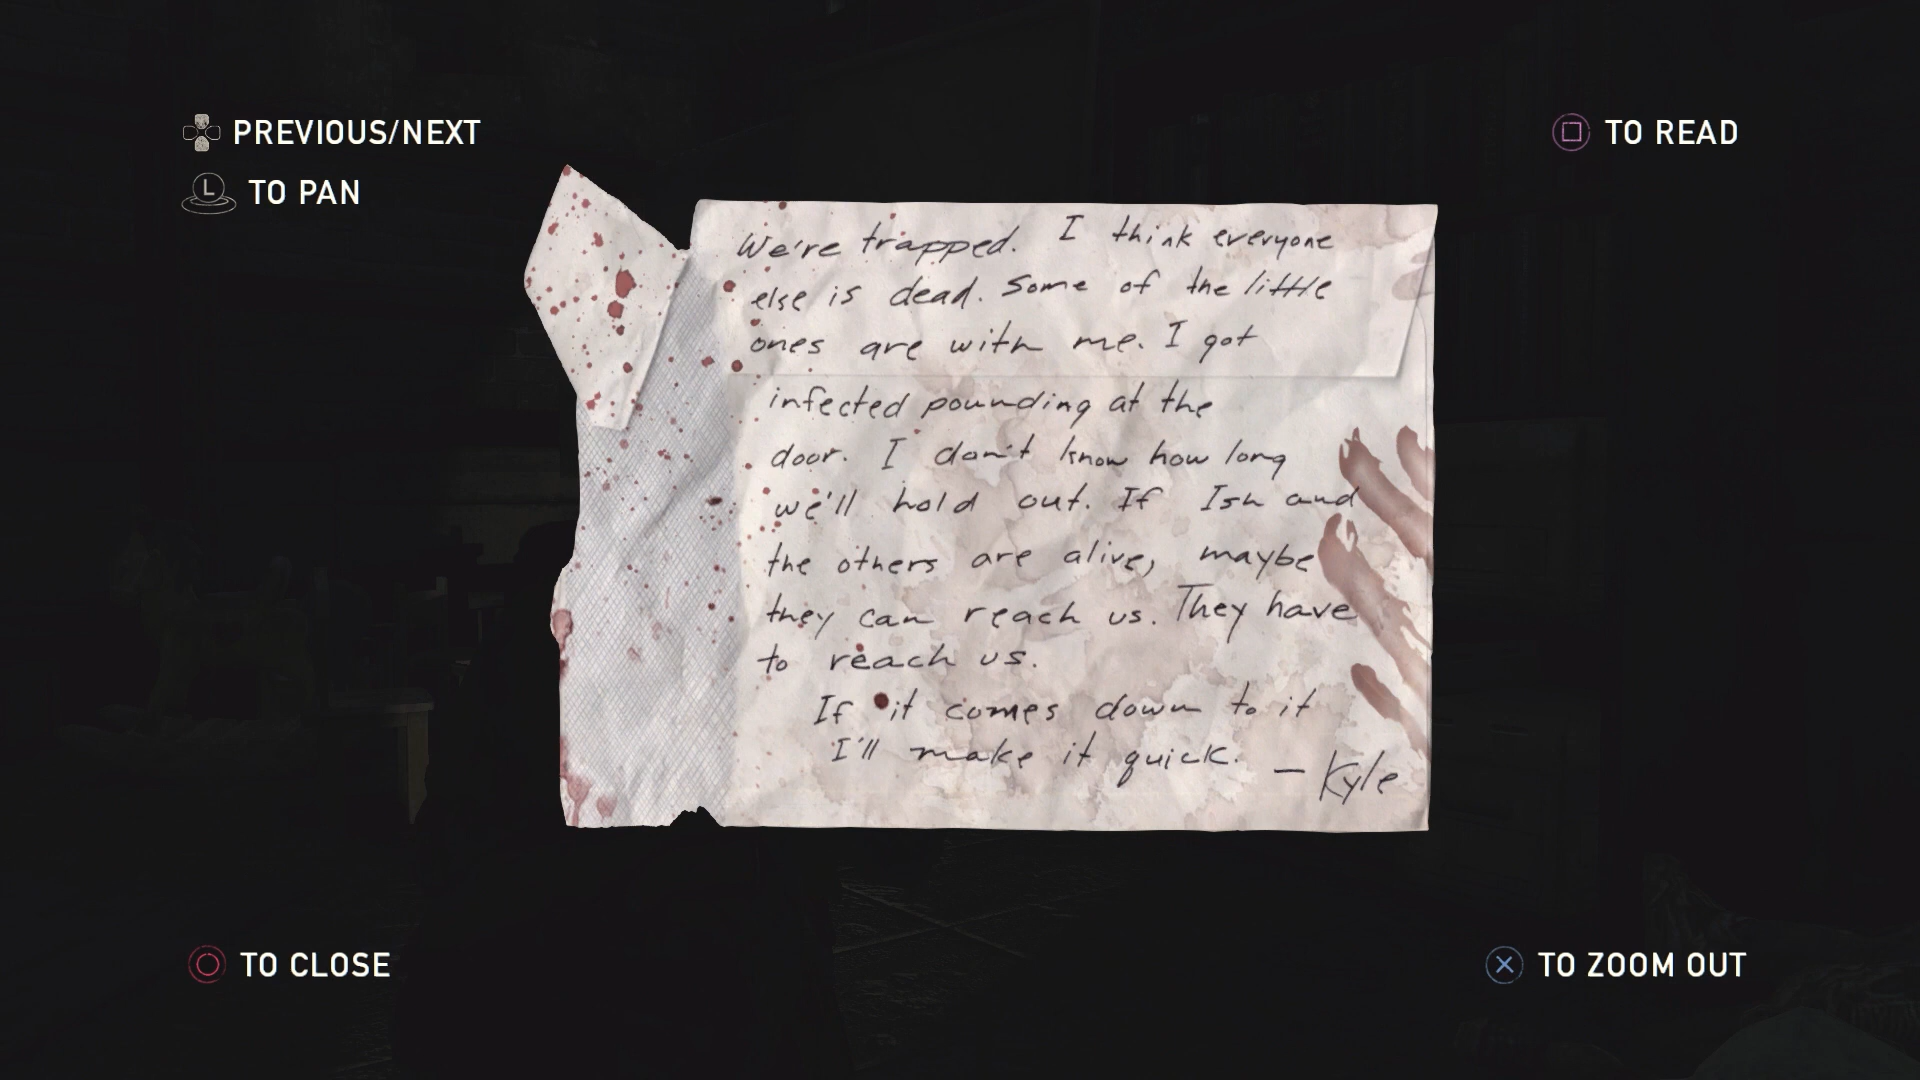 PREVIOUS/NEXT
TO READ
L TO PAN
We're trapped. I think everyone
else is dead. Some of the little
ones are with me. I got
infected pounding at the
door. I don't know how long
we'll hold out. If Ish and
the others are alive, maybe
they can reach us. They have
to reach us.
If it comes down to it
I'll make it quick.
— Kyle
TO CLOSE
TO ZOOM OUT